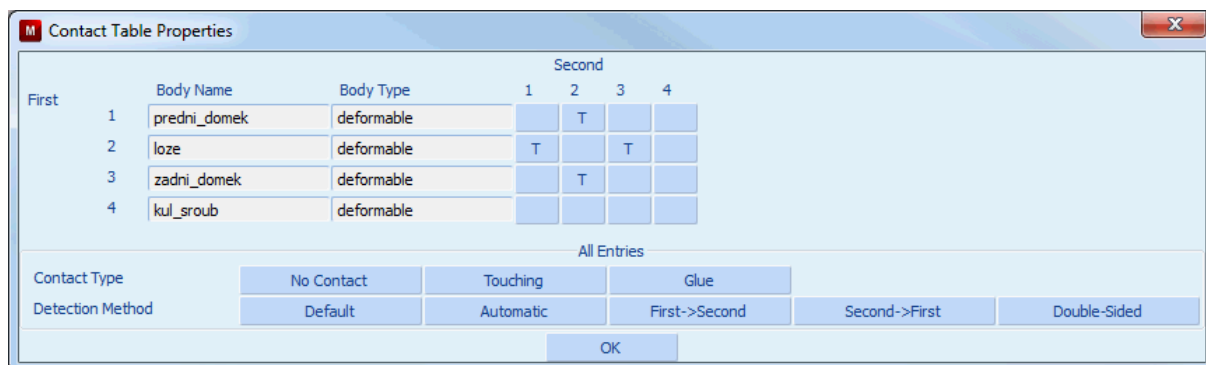 M Contact Table Properties X
Second
First Body Name Body Type 1 2 3 4
1 predni_domek deformable T
2 loze deformable T T
3 zadni_domek deformable T
4 kul_sroub deformable
All Entries
Contact Type No Contact Touching Glue
Detection Method Default Automatic First->Second Second->First Double-Sided
OK